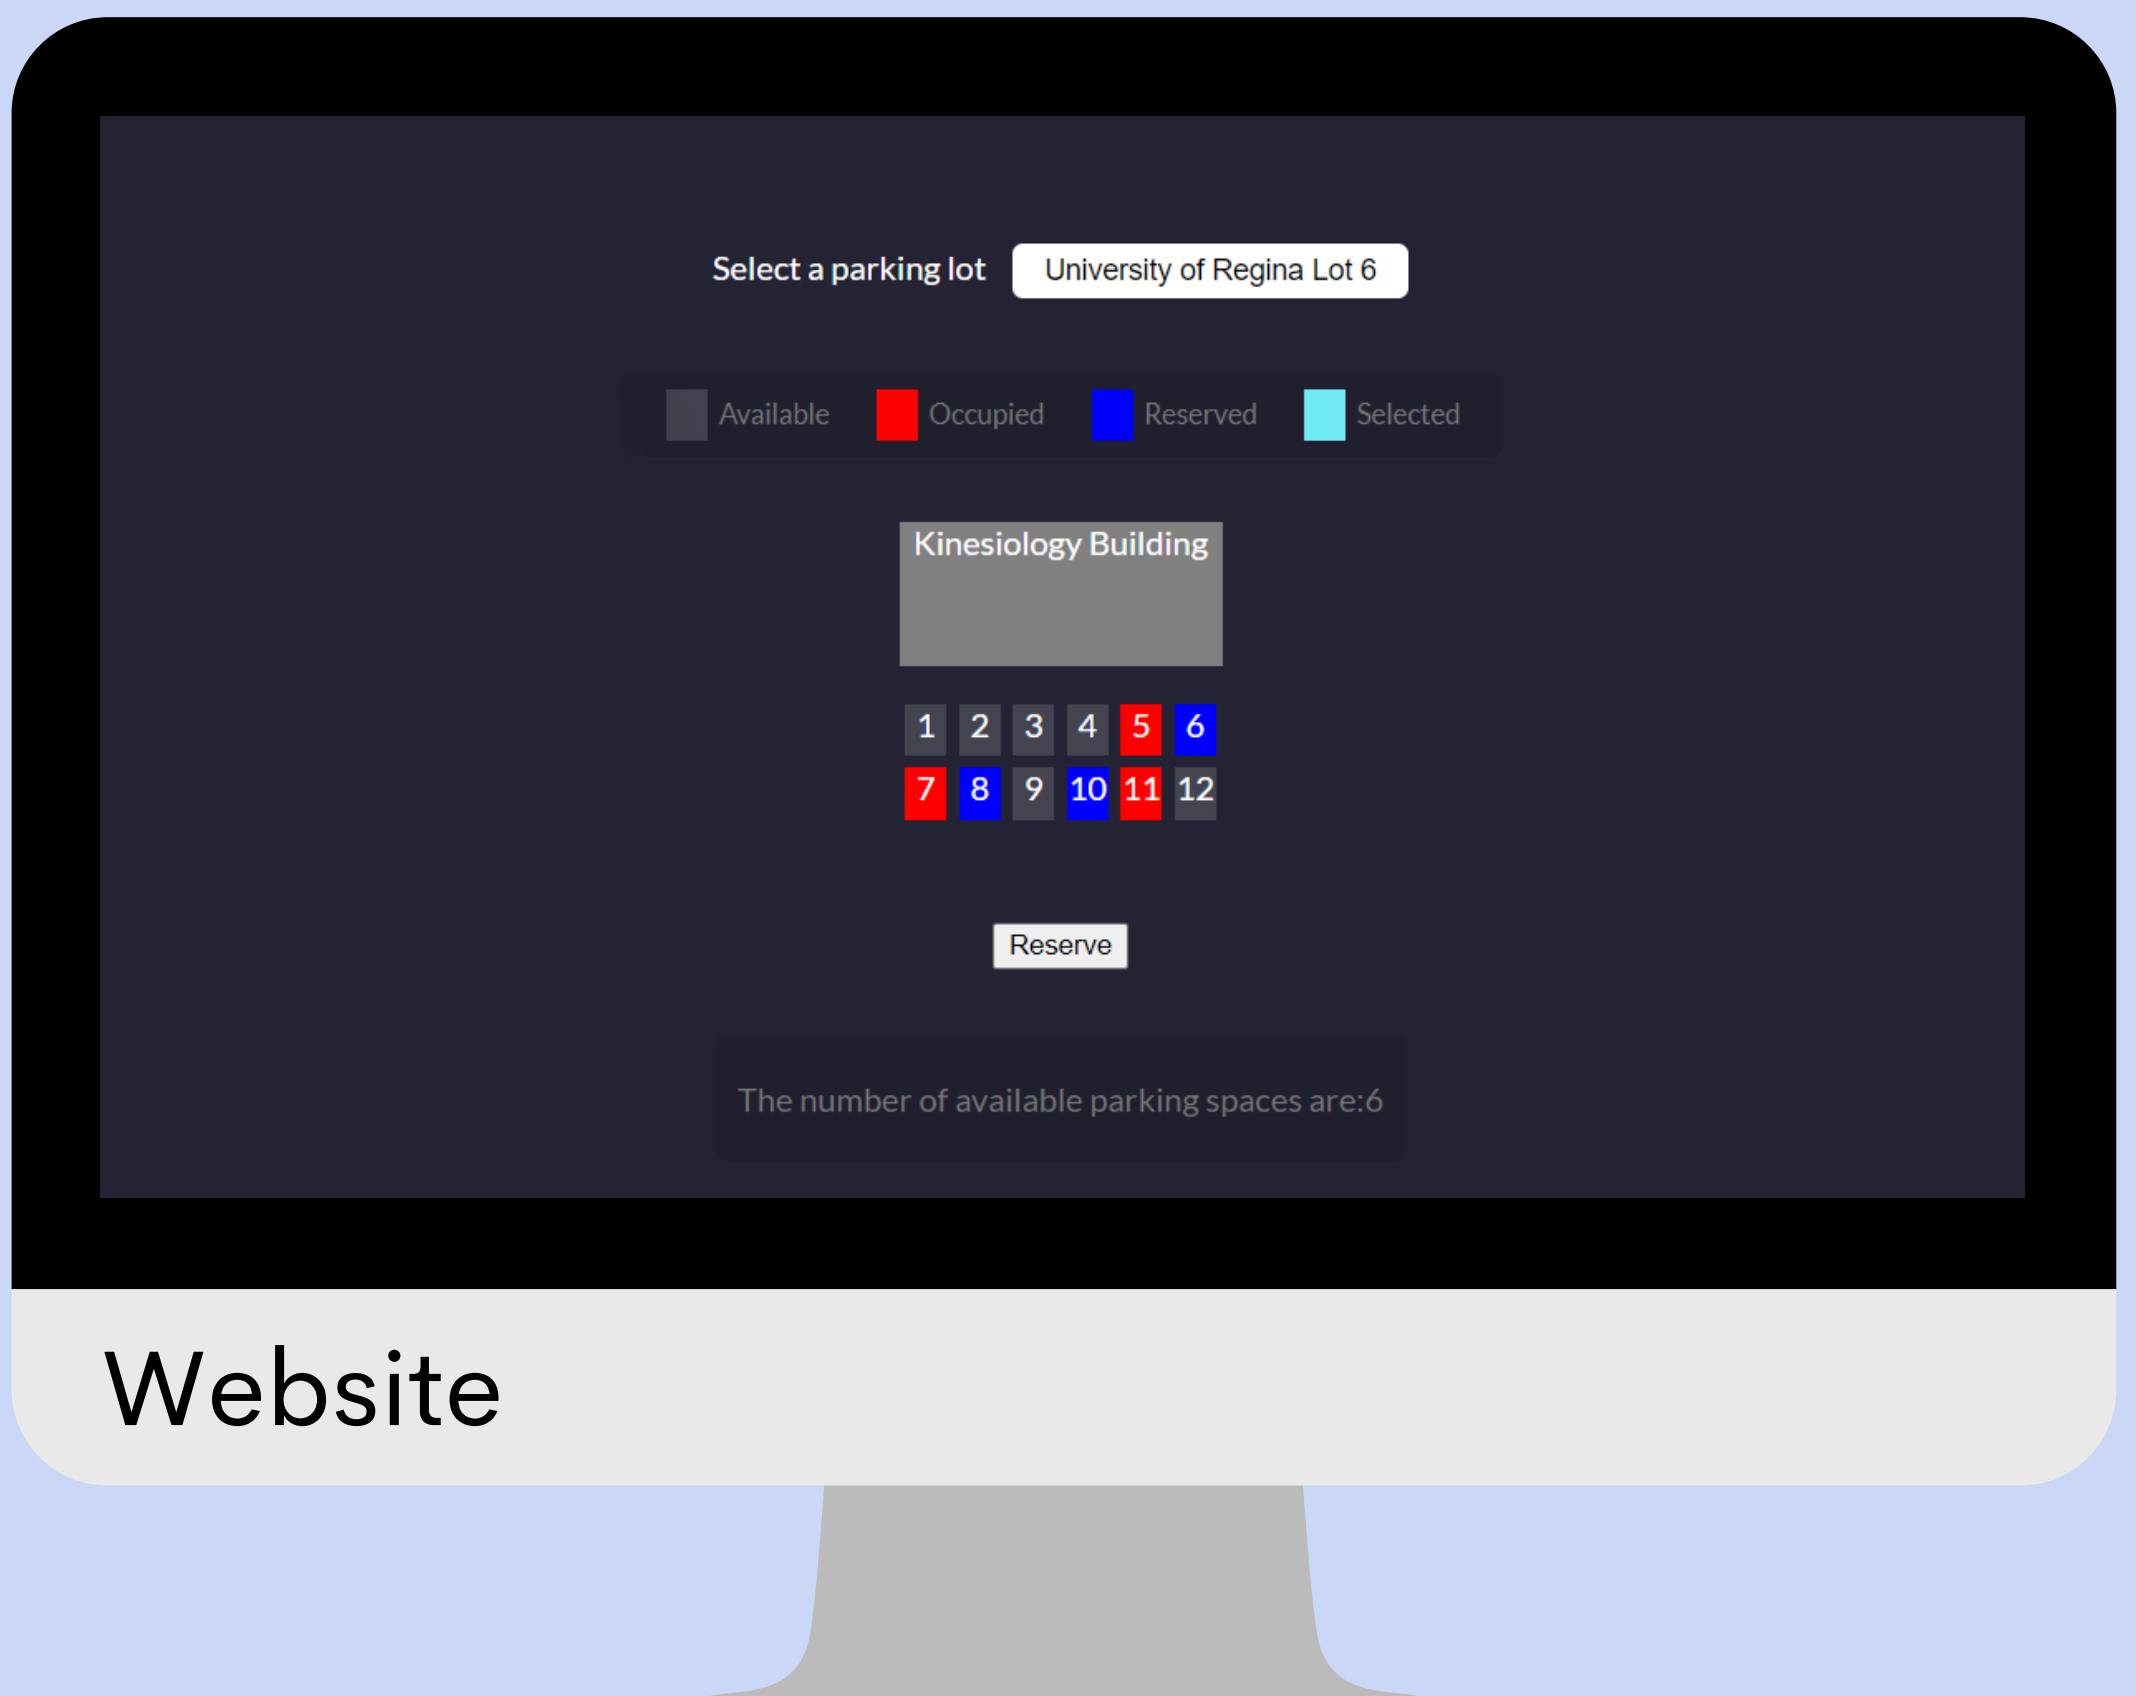 Select a parking lot University of Regina Lot 6
Available Occupied Reserved Selected
Kinesiology Building
1 2 3 4 5 6
7 8 9 10 11 12
Reserve
The number of available parking spaces are:6
Website